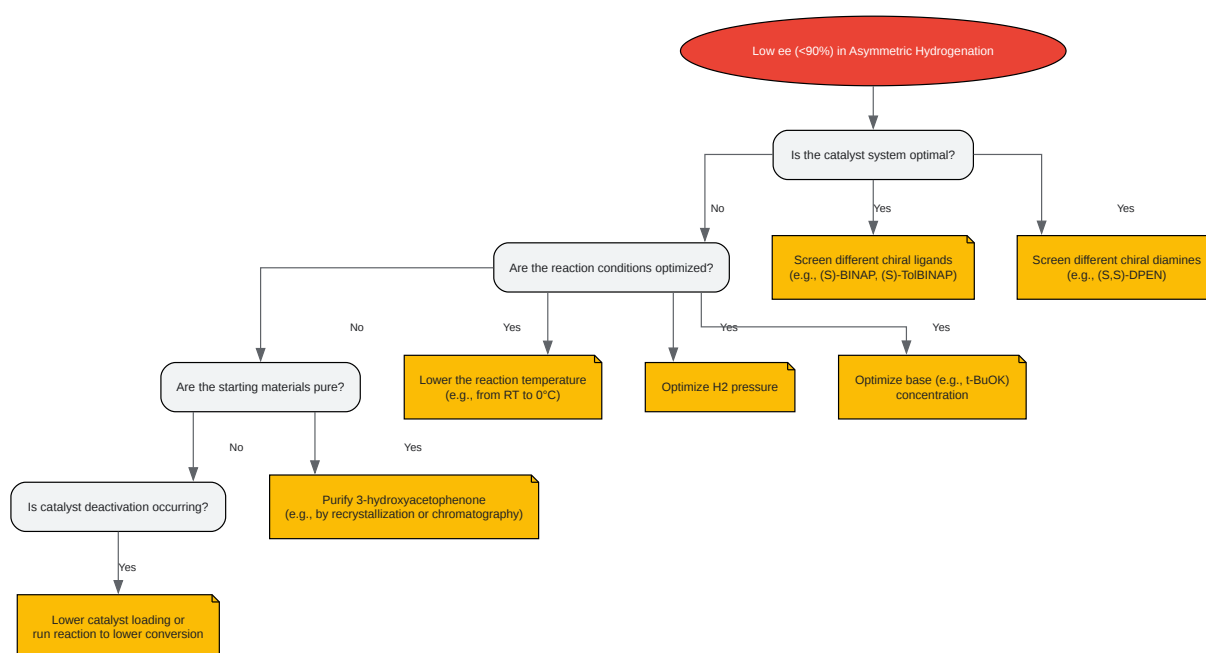 Low ee (<90%) in Asymmetric Hydrogenation
Is the catalyst system optimal?
No
Yes
Yes
Screen different chiral ligands
(e.g., (S)-BINAP, (S)-TolBINAP)
Screen different chiral diamines
(e.g., (S,S)-DPEN)
Are the reaction conditions optimized?
No
Yes
Yes
Yes
Lower the reaction temperature
(e.g., from RT to 0°C)
Optimize H2 pressure
Optimize base (e.g., t-BuOK)
concentration
Are the starting materials pure?
No
Yes
Purify 3-hydroxyacetophenone
(e.g., by recrystallization or chromatography)
Is catalyst deactivation occurring?
Yes
Lower catalyst loading or
run reaction to lower conversion